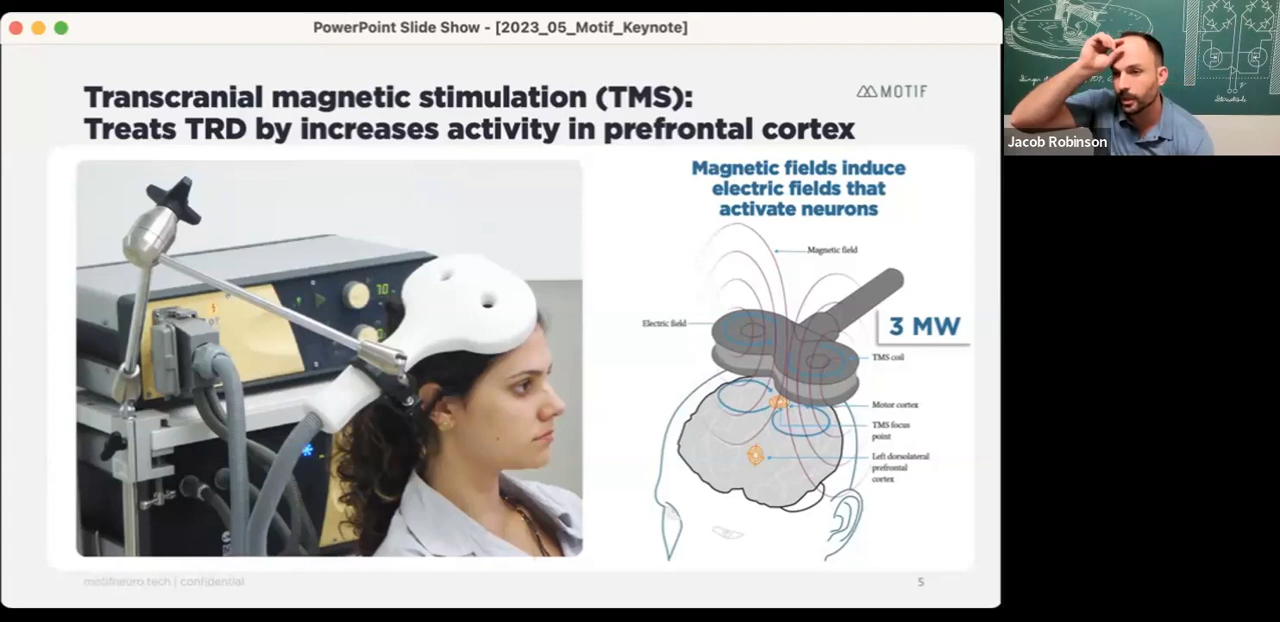 PowerPoint Slide Show - [2023_05_Motif_Keynote]
Transcranial magnetic stimulation (TMS):
Treats TRD by increases activity in prefrontal cortex
MOTIF
Magnetic fields induce
electric fields that
activate neurons
Magnetic field
Electric field
3 MW
TMS coil
Motor cortex
TMS focus
point
Left dorsolateral
prefrontal
cortex
motifneuro.tech | confidential
5
Jacob Robinson